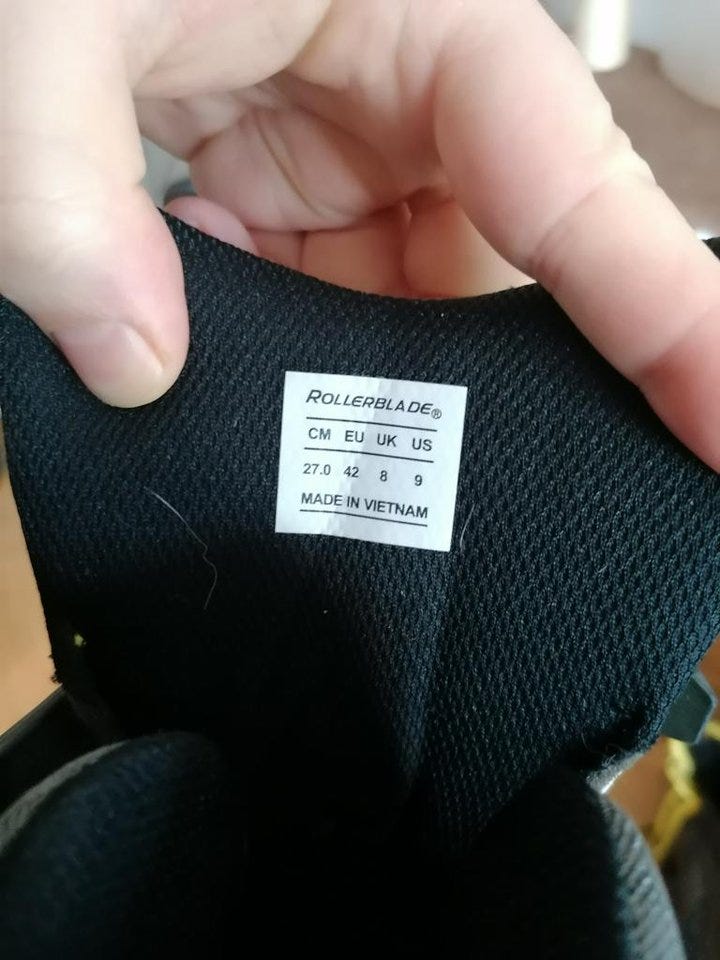 ROLLERBLADE®
CM EU UK US
27.0 42 8 9
MADE IN VIETNAM